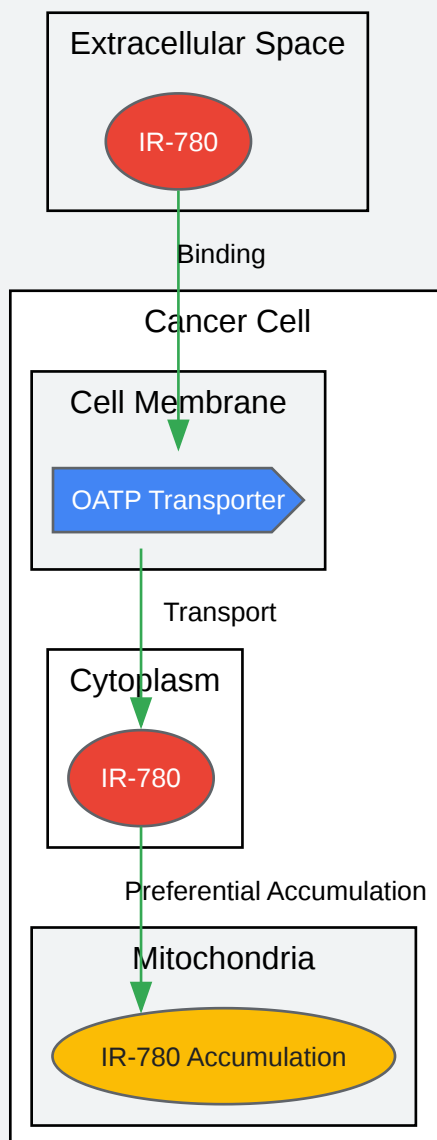 Extracellular Space
IR-780
Binding
Cancer Cell
Cell Membrane
OATP Transporter
Transport
Cytoplasm
IR-780
Preferential Accumulation
Mitochondria
IR-780 Accumulation